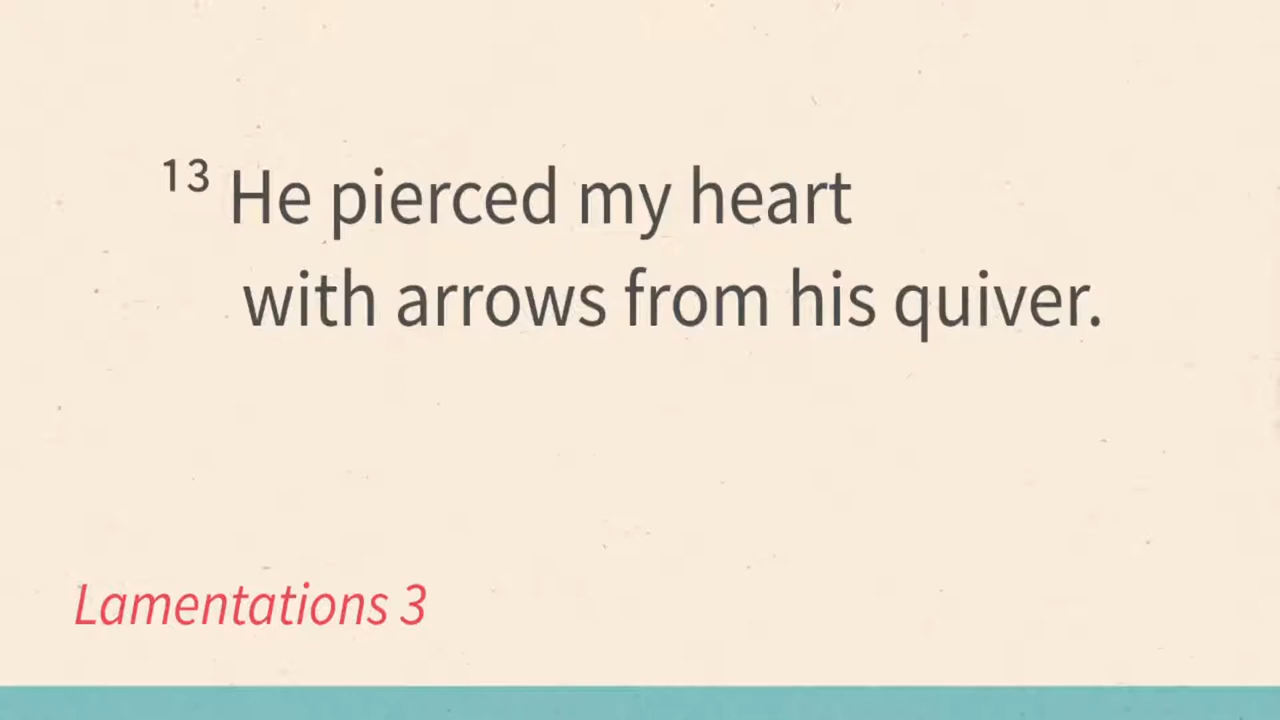 ¹³ He pierced my heart
with arrows from his quiver.
Lamentations 3